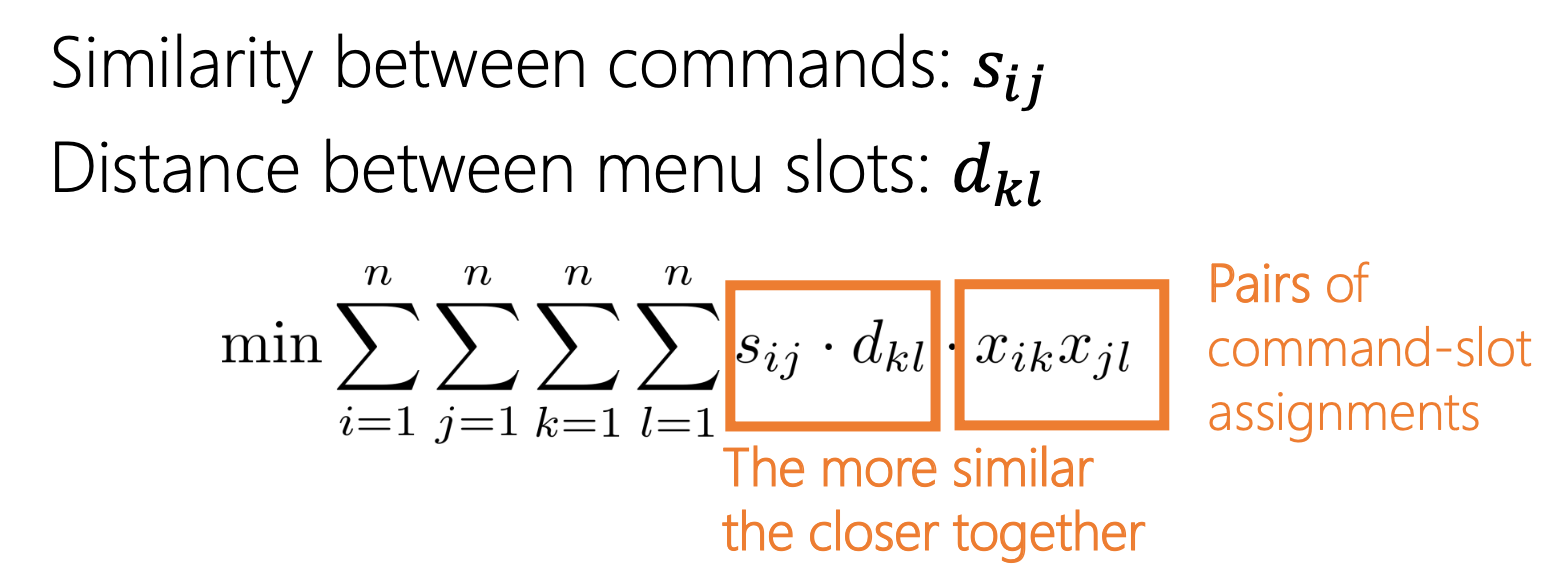 Similarity between commands: s_{ij}
Distance between menu slots: d_{kl}
min \sum_{i=1}^{n} \sum_{j=1}^{n} \sum_{k=1}^{n} \sum_{l=1}^{n} s_{ij} \cdot d_{kl} \cdot x_{ik} x_{jl}
Pairs of
command-slot
assignments
The more similar
the closer together